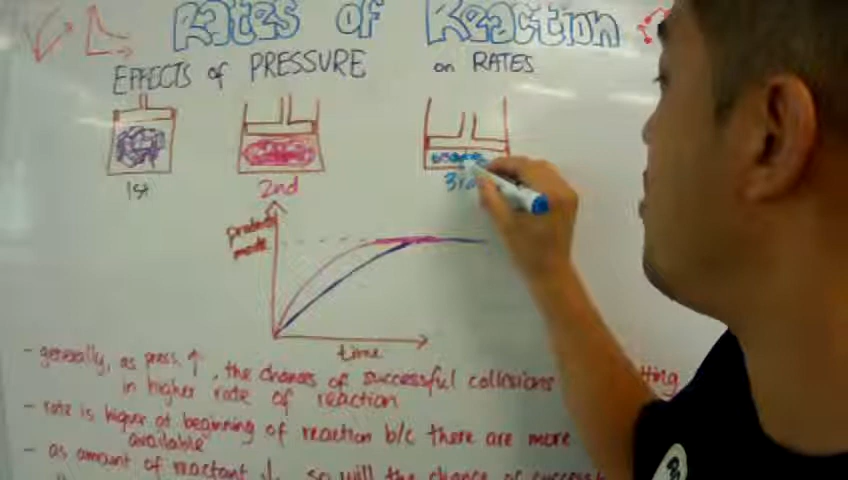 Rates of Reaction
EFFECTS of PRESSURE on RATES
1st 2nd 3rd
product
made
time
- generally, as press. ↑, the chances of successful collisions
in higher rate of reaction
- rate is higher at beginning of reaction b/c there are more
available
- as amount of reactant ↓, so will the chance of